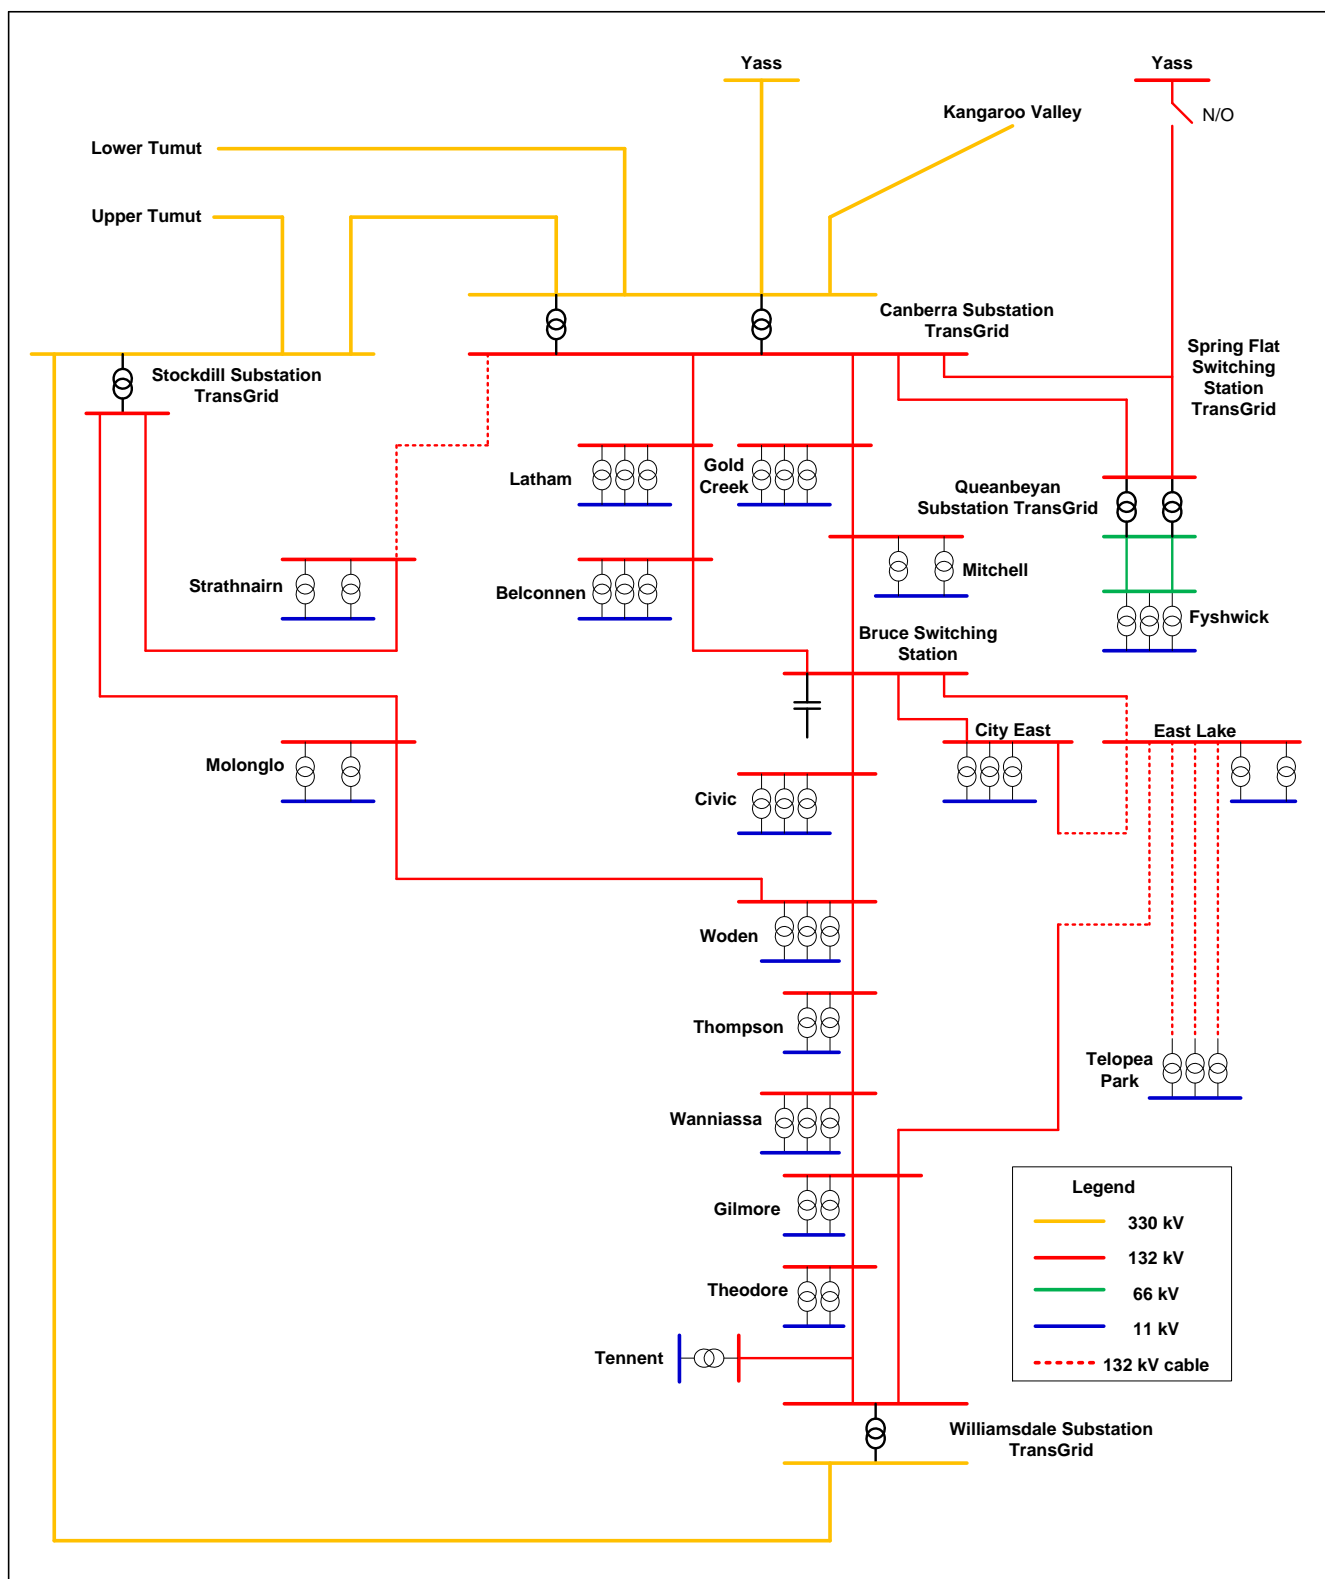 Yass
Yass
Kangaroo Valley
N/O
Lower Tumut
Upper Tumut
Canberra Substation
TransGrid
Spring Flat
Switching
Station
TransGrid
Stockdill Substation
TransGrid
Latham
Gold
Creek
Queanbeyan
Substation TransGrid
Strathnairn
Belconnen
Mitchell
Fyshwick
Bruce Switching
Station
City East
East Lake
Molonglo
Civic
Woden
Thompson
Telopea
Park
Wanniassa
Gilmore
Theodore
Tennent
Legend
330 kV
132 kV
66 kV
11 kV
132 kV cable
Williamsdale Substation
TransGrid